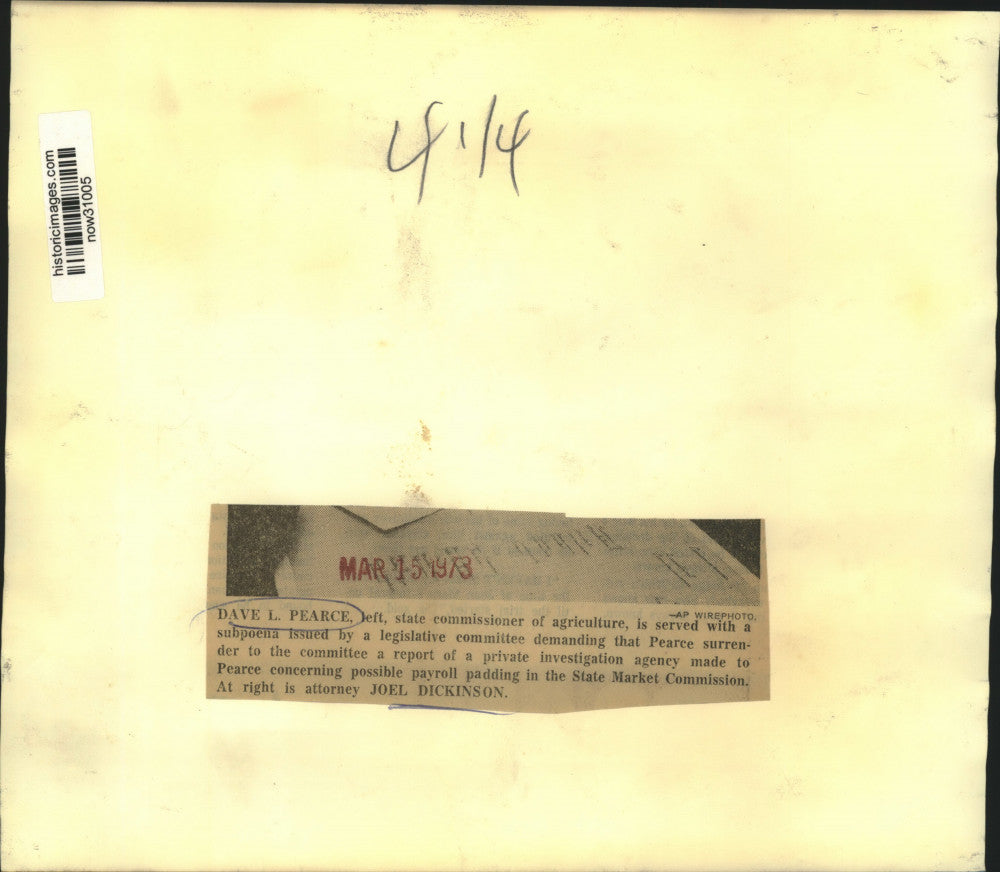 4 1/4
historicimages.com
now31005
MAR 15 1973
—AP WIREPHOTO.
DAVE L. PEARCE, left, state commissioner of agriculture, is served with a
subpoena issued by a legislative committee demanding that Pearce surren-
der to the committee a report of a private investigation agency made to
Pearce concerning possible payroll padding in the State Market Commission.
At right is attorney JOEL DICKINSON.